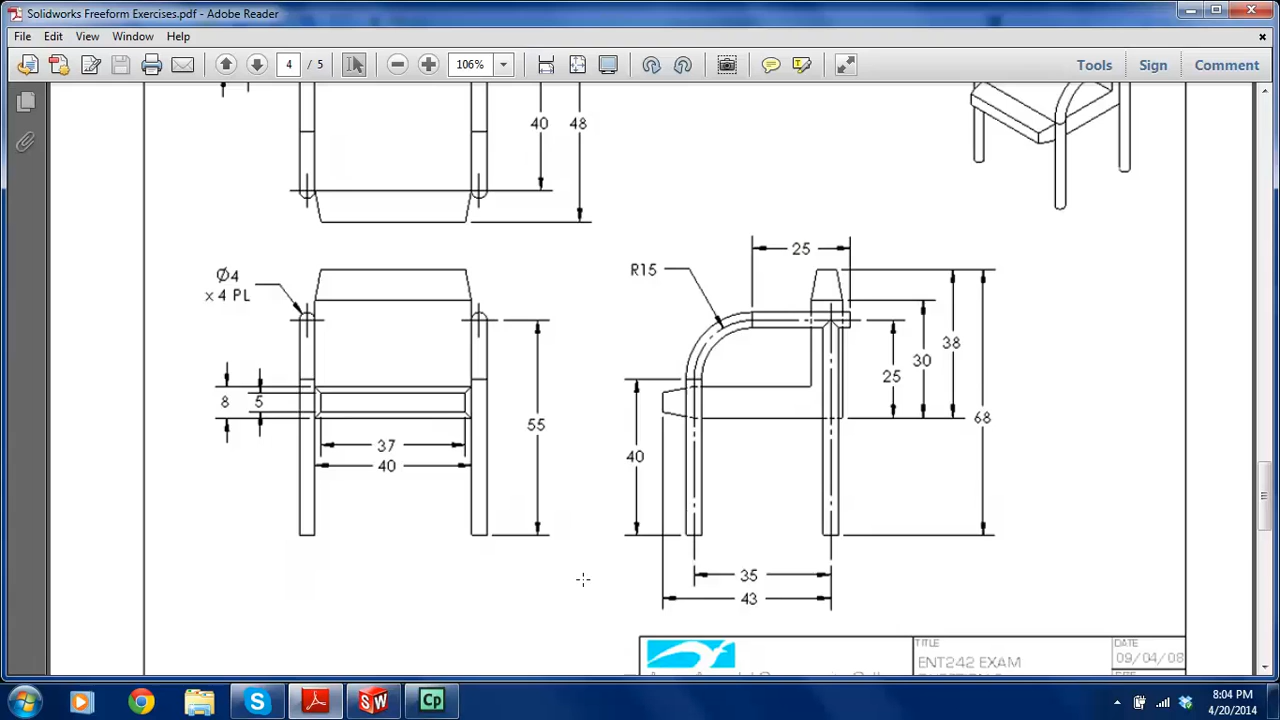 Solidworks Freeform Exercises.pdf - Adobe Reader
File Edit View Window Help
4 / 5 106% Tools Sign Comment
40 48
25
Ø4
x 4 PL
R15
38
30
25
8 5
55
68
37
40
40
35
43
TITLE
ENT242 EXAM
DATE
09/04/08
8:04 PM
4/20/2014